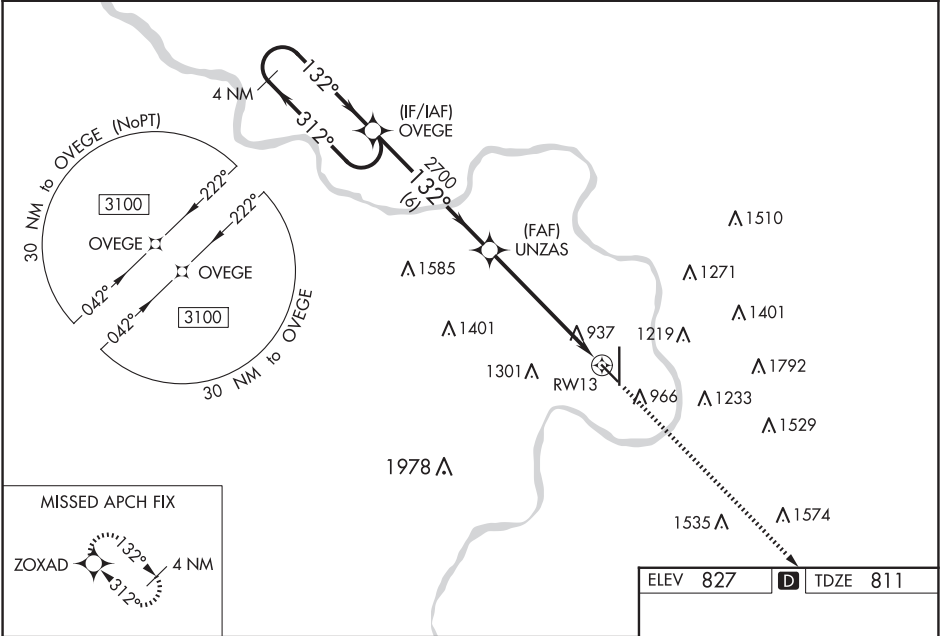 132°
4 NM
312°
(IF/IAF)
OVEGE
2700
132°
(6)
(FAF)
UNZAS
30 NM to OVEGE (NoPT)
222°
3100
OVEGE
042°
222°
OVEGE
042°
3100
30 NM to OVEGE
1510
1585
1271
1401
1401
937
1219
1301
RW13
1792
966
1233
1529
1978
1535
1574
MISSED APCH FIX
ZOXAD
132°
4 NM
312°
ELEV 827 D TDZE 811